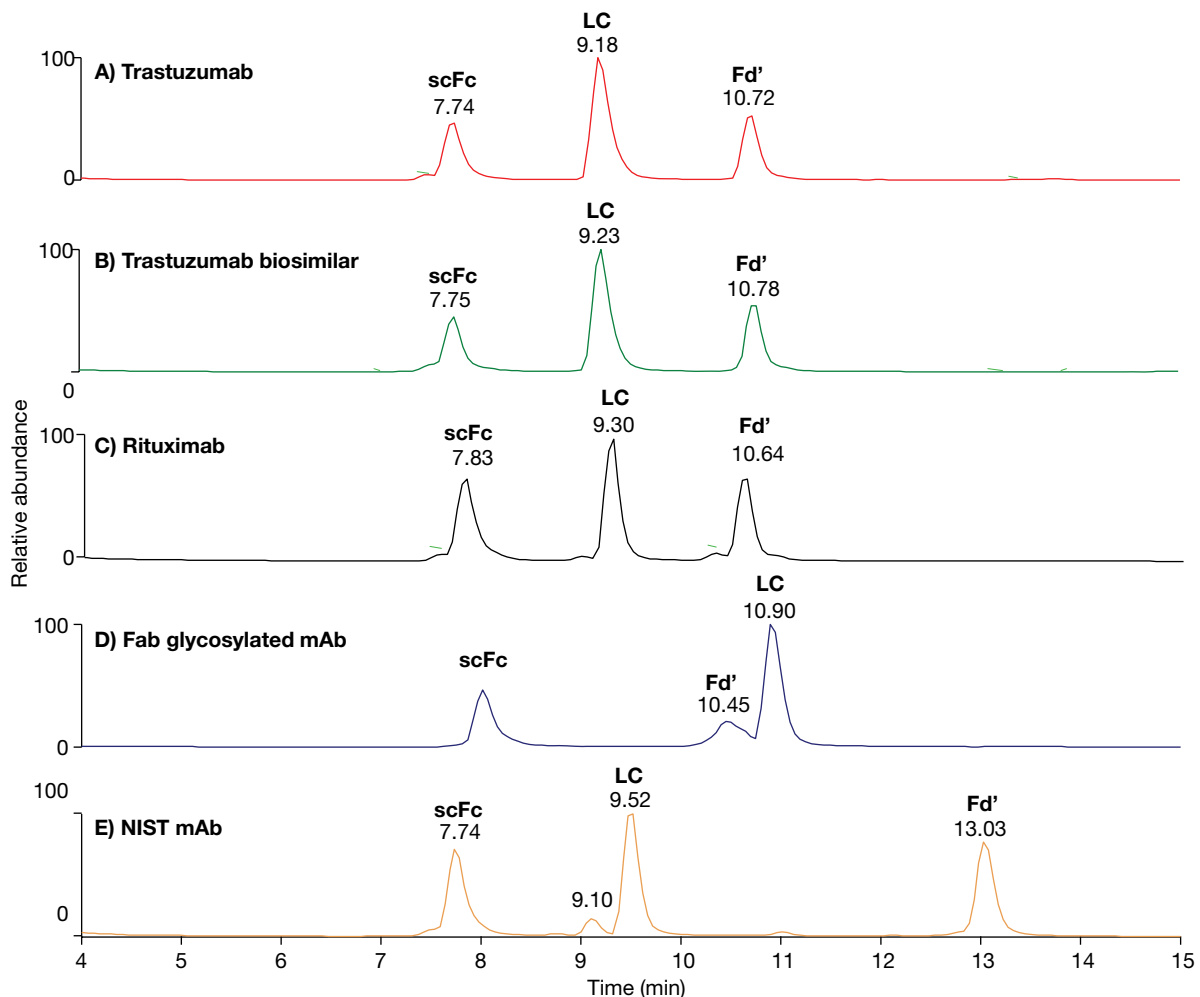 LC
9.18
100
A) Trastuzumab
scFc
7.74
Fd’
10.72
0
LC
9.23
100
B) Trastuzumab biosimilar
scFc
7.75
Fd’
10.78
0
LC
9.30
100
C) Rituximab
scFc
7.83
Fd’
10.64
0
Relative abundance
LC
10.90
100
D) Fab glycosylated mAb
scFc
Fd’
10.45
0
LC
9.52
100
E) NIST mAb
scFc
7.74
9.10
Fd’
13.03
0
4 5 6 7 8 9 10 11 12 13 14 15
Time (min)